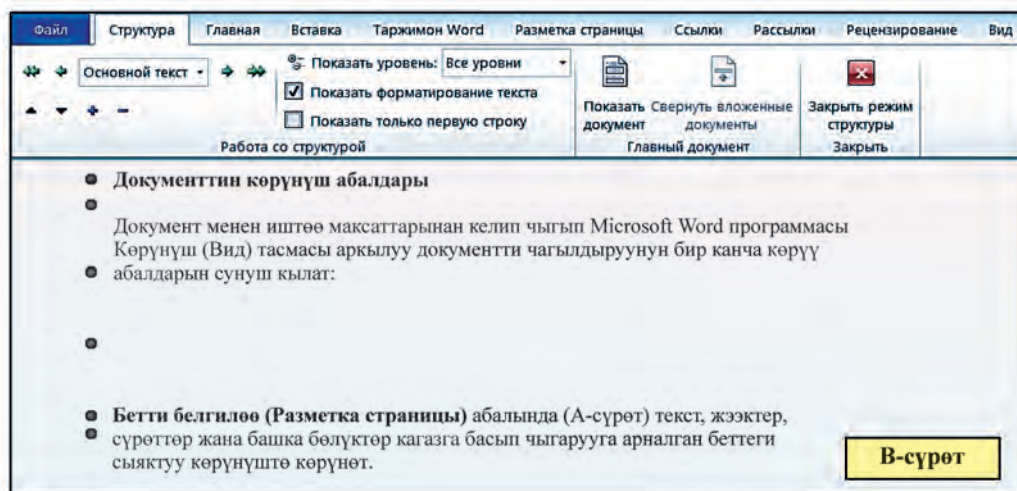 Файл Структура Главная Вставка Таржимон Word Разметка страницы Ссылки Рассылки Рецензирование Вид
Основной текст
Показать уровень: Все уровни
Показать форматирование текста
Показать только первую строку
Работа со структурой
Показать документ
Свернуть вложенные документы
Главный документ
Закрыть режим структуры
Закрыть
Документтин көрүнүш абалдары
Документ менен иштөө максаттарынан келип чыгып Microsoft Word программасы
Көрүнүш (Вид) тасмасы аркылуу документти чагылдыруунун бир канча көрүү
абалдарын сунуш кылат:
Бетти белгилөө (Разметка страницы) абалында (А-сүрөт) текст, жээктер,
сүрөттөр жана башка бөлүктөр кагазга басып чыгарууга арналган беттеги
сыяктуу көрүнүштө көрүнөт.
В-сүрөт